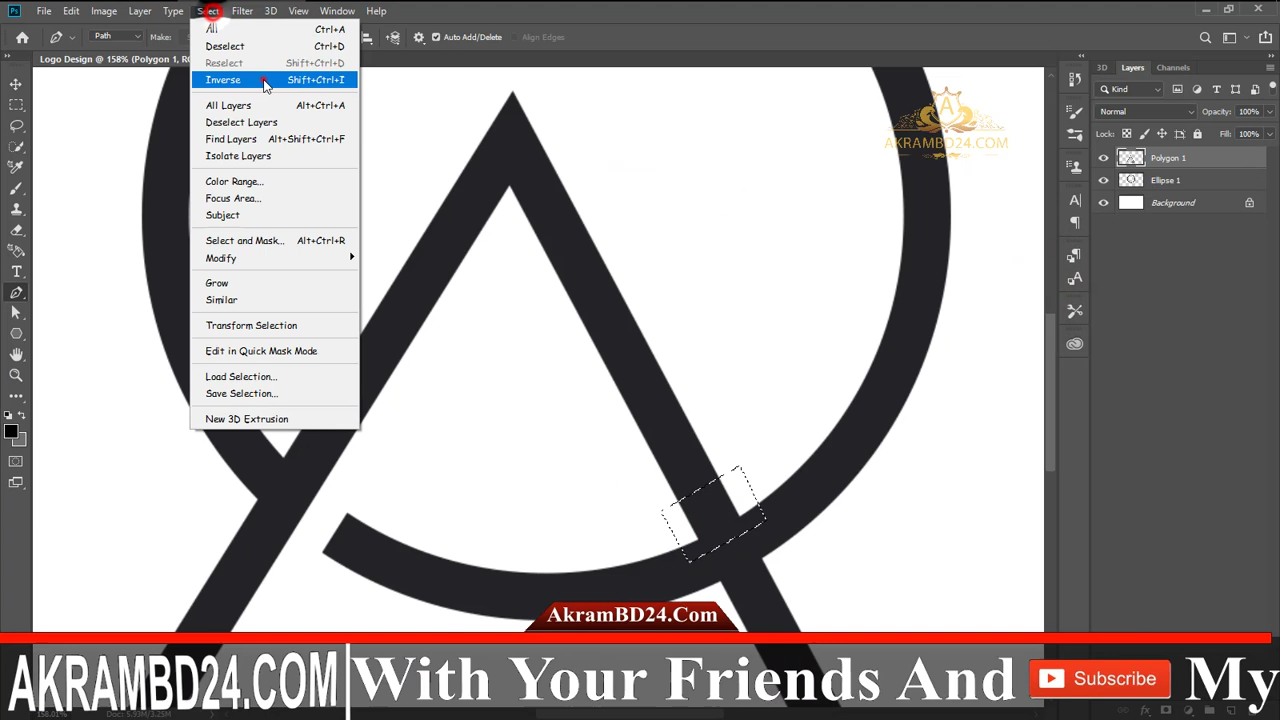 Ps File Edit Image Layer Type Select Filter 3D View Window Help
Path Make: Auto Add/Delete Align Edges
Logo Design @ 158% (Polygon 1, RG
All Ctrl+A
Deselect Ctrl+D
Reselect Shift+Ctrl+D
Inverse Shift+Ctrl+I
All Layers Alt+Ctrl+A
Deselect Layers
Find Layers Alt+Shift+Ctrl+F
Isolate Layers
Color Range...
Focus Area...
Subject
Select and Mask... Alt+Ctrl+R
Modify
Grow
Similar
Transform Selection
Edit in Quick Mask Mode
Load Selection...
Save Selection...
New 3D Extrusion
AKRAMBD24.COM
3D Layers Channels
Kind
Normal Opacity: 100%
Lock: Fill: 100%
Polygon 1
Ellipse 1
Background
AkramBD24.Com
AKRAMBD24.COM With Your Friends And Subscribe My